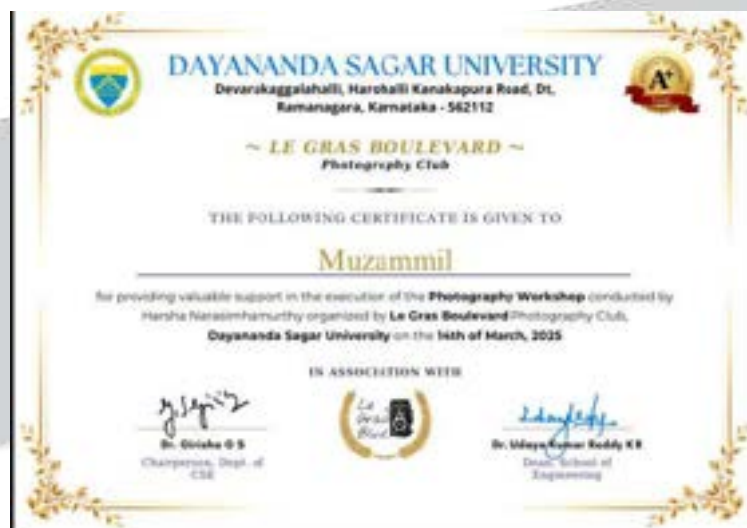 DAYANANDA SAGAR UNIVERSITY
Devarakaggalahalli, Harohalli Kanakapura Road, Dt,
Ramanagara, Karnataka - 562112
A+
~ LE GRAS BOULEVARD ~
Photography Club
THE FOLLOWING CERTIFICATE IS GIVEN TO
Muzammil
for providing valuable support in the execution of the Photography Workshop conducted by
Harsha Narasimhamurthy organized by Le Gras Boulevard Photography Club,
Dayananda Sagar University on the 14th of March, 2025
IN ASSOCIATION WITH
Le
Gras
Blvd
Dr. Girisha G S
Chairperson, Dept. of
CSE
Dr. Udaya Kumar Reddy K R
Dean, School of
Engineering